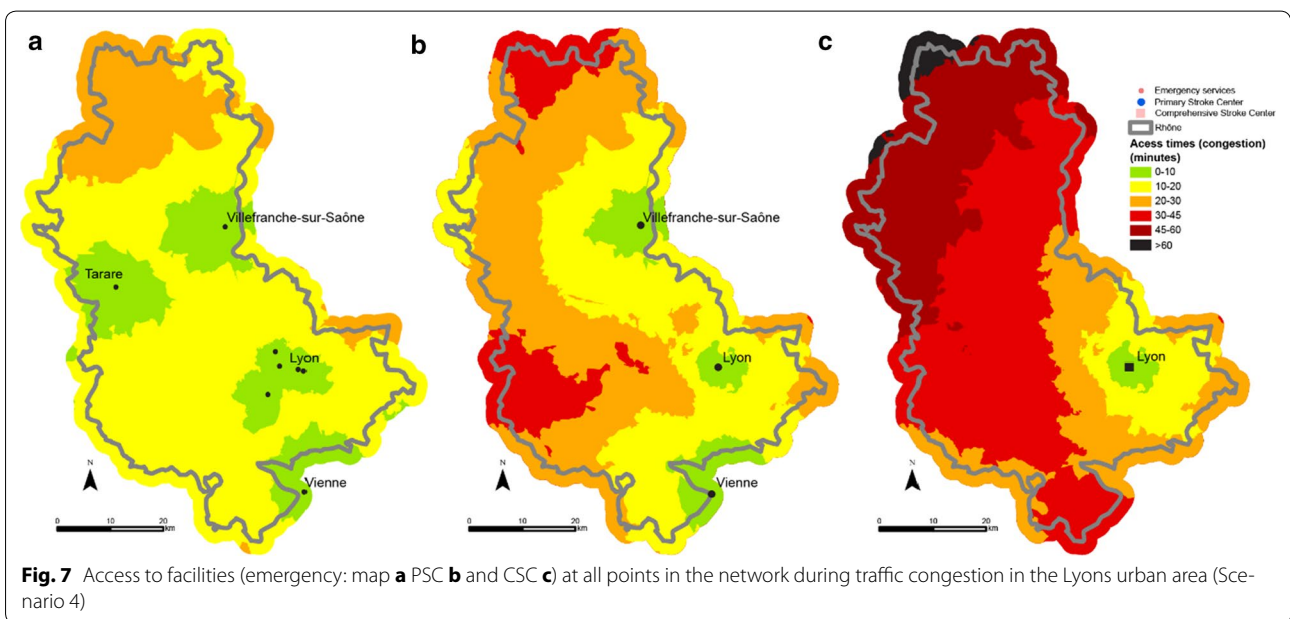 a
b
c
Emergency services
Primary Stroke Center
Comprehensive Stroke Center
Rhône
Acess times (congestion)
(minutes)
0-10
10-20
20-30
30-45
45-60
>60
Villefranche-sur-Saône
Tarare
Lyon
Vienne
N
0 10 20
km
Villefranche-sur-Saône
Lyon
Vienne
N
0 10 20
km
Lyon
N
0 10 20
km
Fig. 7 Access to facilities (emergency: map a PSC b and CSC c) at all points in the network during traffic congestion in the Lyons urban area (Sce-
nario 4)